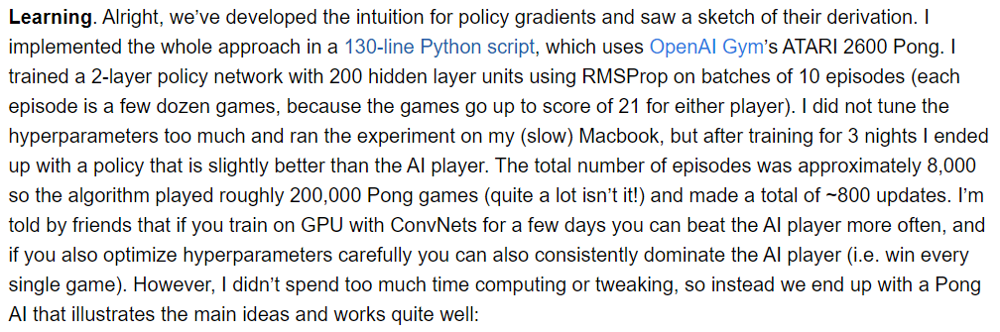 Learning. Alright, we’ve developed the intuition for policy gradients and saw a sketch of their derivation. I
implemented the whole approach in a 130-line Python script, which uses OpenAI Gym’s ATARI 2600 Pong. I
trained a 2-layer policy network with 200 hidden layer units using RMSProp on batches of 10 episodes (each
episode is a few dozen games, because the games go up to score of 21 for either player). I did not tune the
hyperparameters too much and ran the experiment on my (slow) Macbook, but after training for 3 nights I ended
up with a policy that is slightly better than the AI player. The total number of episodes was approximately 8,000
so the algorithm played roughly 200,000 Pong games (quite a lot isn’t it!) and made a total of ~800 updates. I’m
told by friends that if you train on GPU with ConvNets for a few days you can beat the AI player more often, and
if you also optimize hyperparameters carefully you can also consistently dominate the AI player (i.e. win every
single game). However, I didn’t spend too much time computing or tweaking, so instead we end up with a Pong
AI that illustrates the main ideas and works quite well: